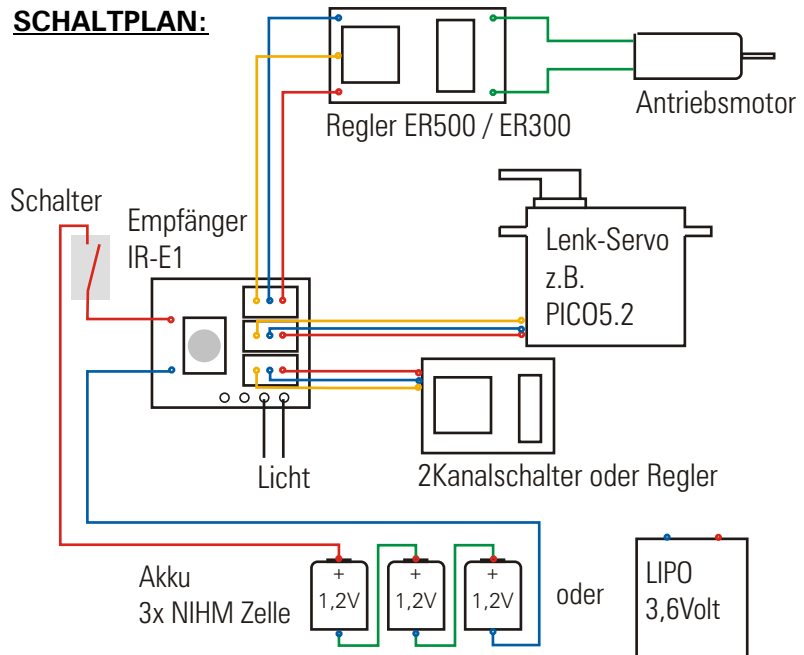 SCHALTPLAN:
Regler ER500 / ER300
Antriebsmotor
Schalter
Empfänger
IR-E1
Lenk-Servo
z.B.
PICO5.2
Licht
2Kanalschalter oder Regler
Akku
3x NIHM Zelle
+
1,2V
+
1,2V
+
1,2V
oder
LIPO
3,6Volt